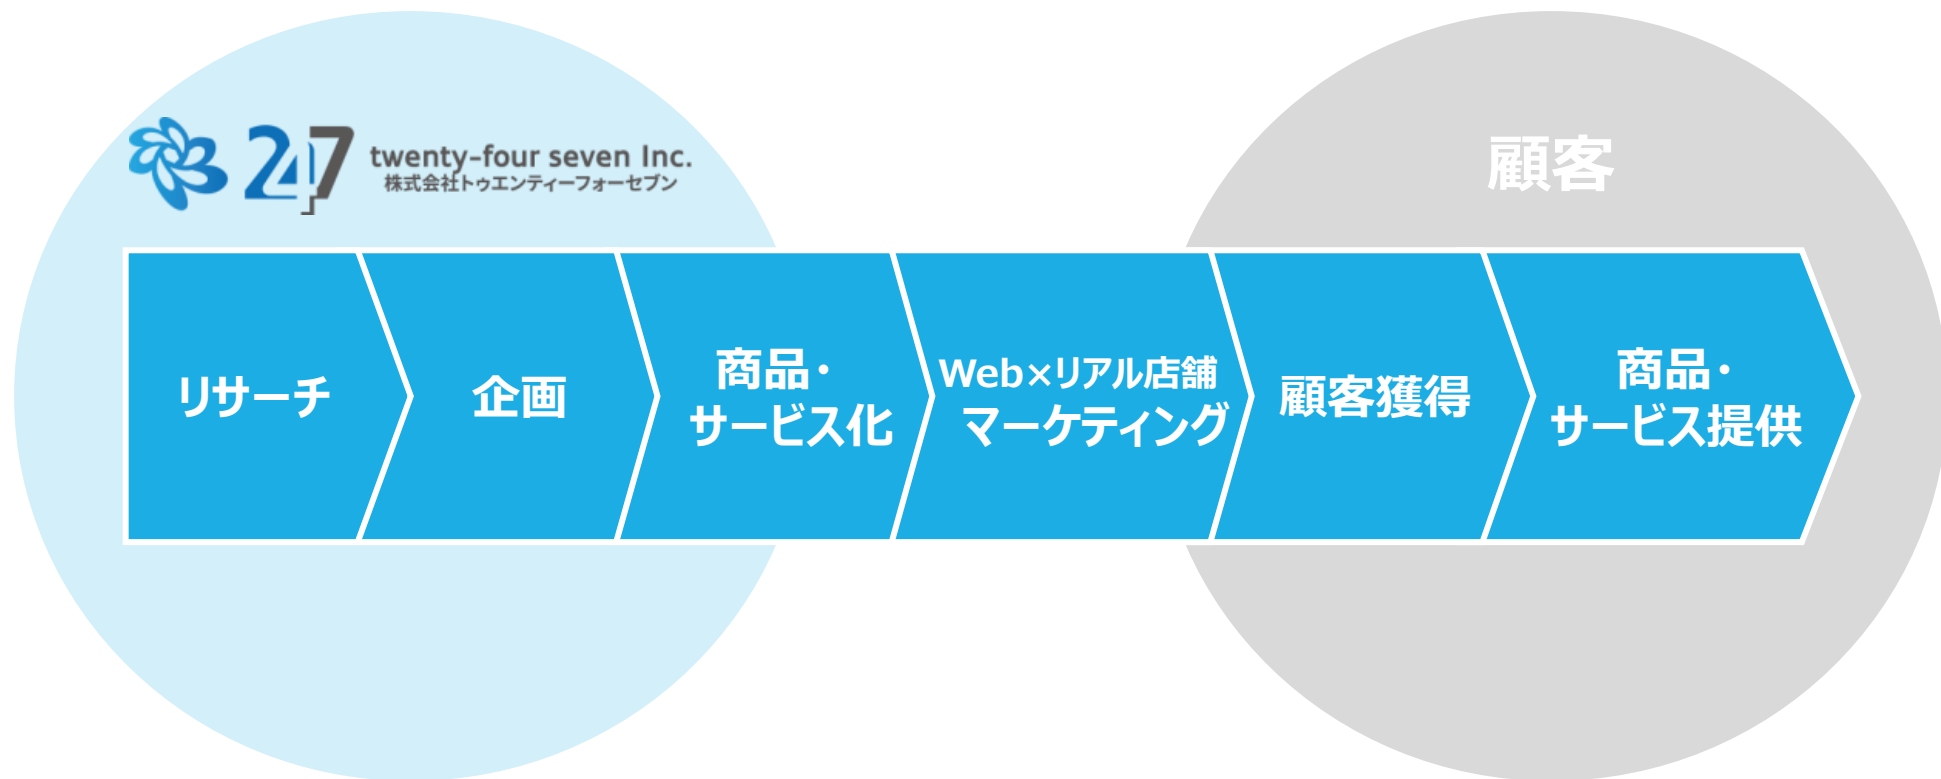 247
twenty-four seven Inc.
株式会社トゥエンティーフォーセブン
顧客
リサーチ
企画
商品・
サービス化
Web×リアル店舗
マーケティング
顧客獲得
商品・
サービス提供